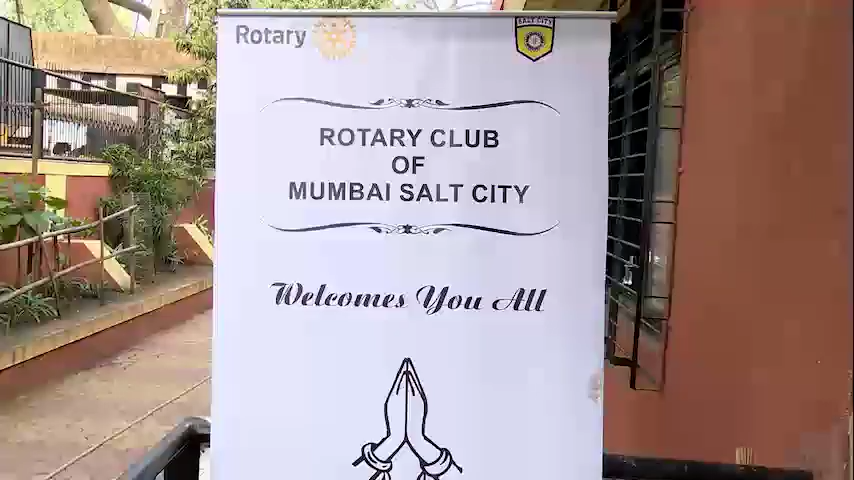 Rotary
SALT CITY
ROTARY CLUB
OF
MUMBAI SALT CITY
Welcomes You All